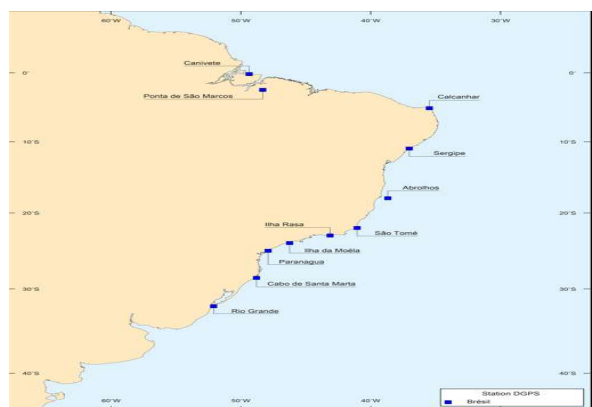 60°W 50°W 40°W 30°W
Canivete
0° 0°
Ponta de São Marcos
Calcanhar
10°S 10°S
Sergipe
Abrolhos
20°S 20°S
Ilha Rasa
São Tomé
Ilha da Moéla
Paranagua
Cabo de Santa Marta
30°S 30°S
Rio Grande
40°S 40°S
Station DGPS
Brésil
60°W 50°W 40°W 30°W